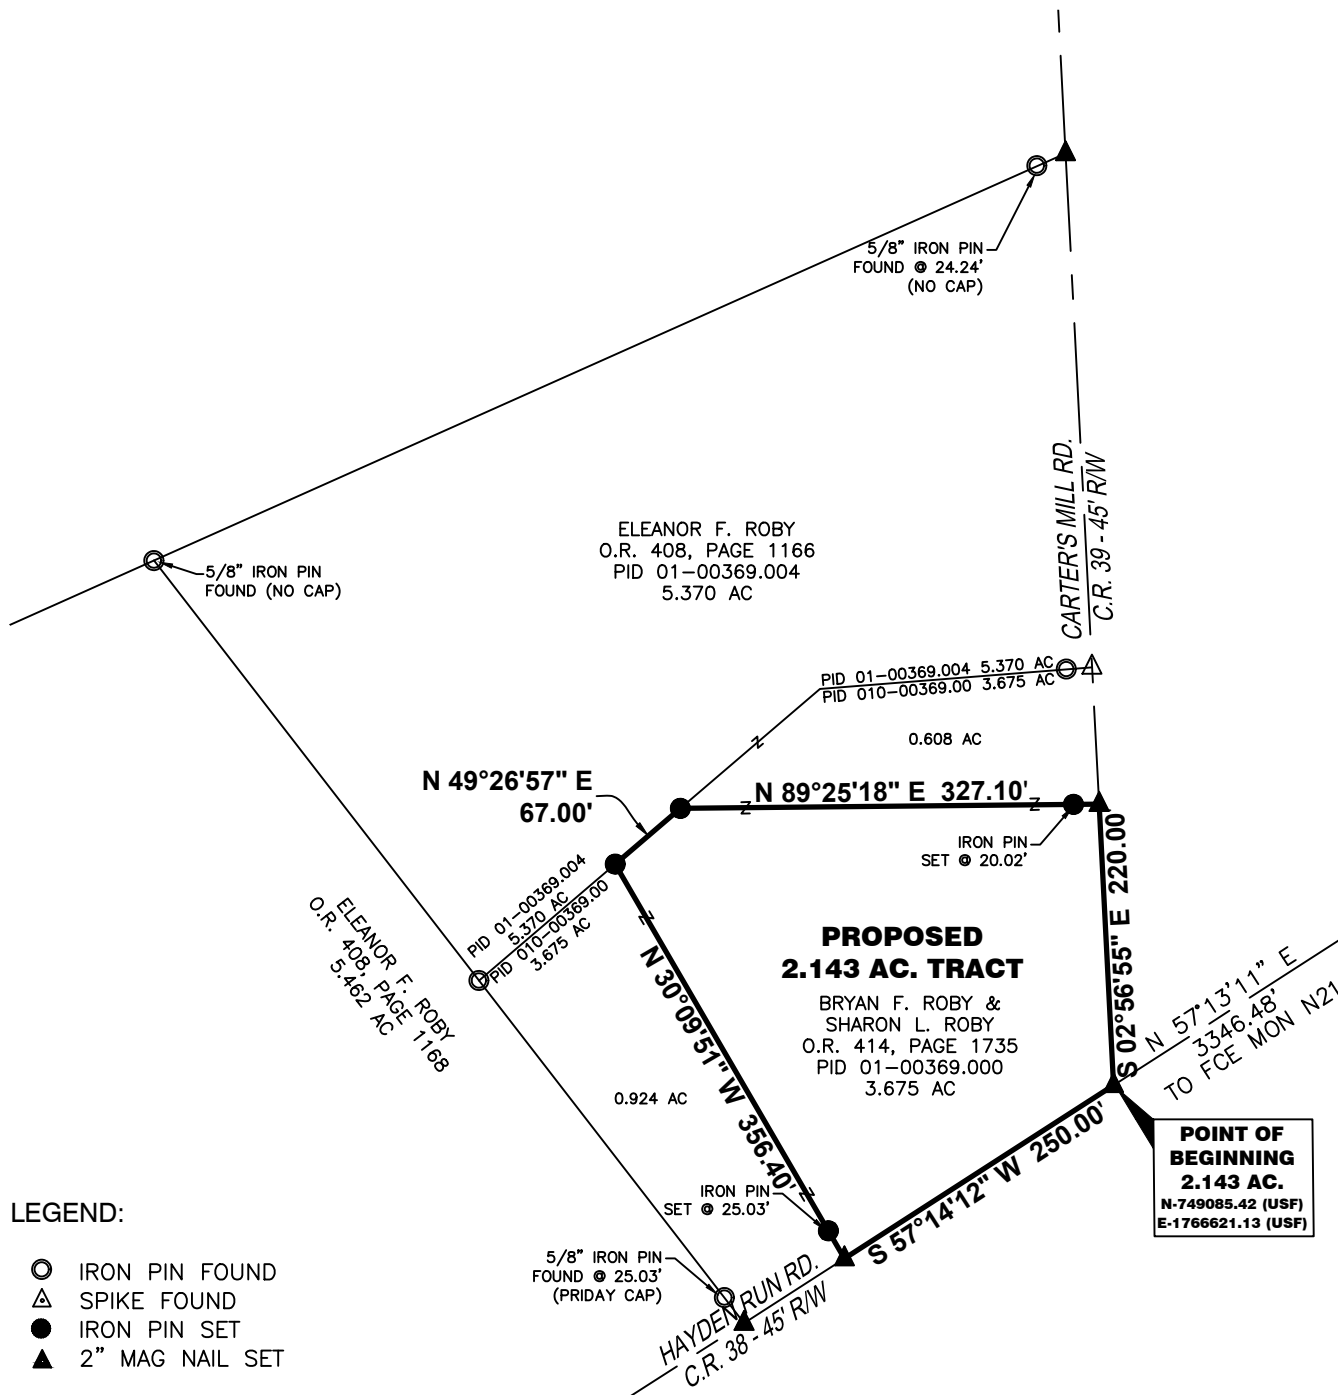 5/8" IRON PIN
FOUND @ 24.24'
(NO CAP)
CARTER'S MILL RD.
C.R. 39 - 45' R/W
ELEANOR F. ROBY
O.R. 408, PAGE 1166
PID 01-00369.004
5.370 AC
5/8" IRON PIN
FOUND (NO CAP)
PID 01-00369.004 5.370 AC
PID 010-00369.00 3.675 AC
0.608 AC
N 49°26'57" E
67.00'
Z
N 89°25'18" E 327.10'
Z
Z
IRON PIN
SET @ 20.02'
S 02°56'55" E 220.00'
PID 01-00369.004
5.370 AC
PID 010-00369.00
3.675 AC
ELEANOR F. ROBY
O.R. 408, PAGE 1168
5.462 AC
Z
N 30°09'51" W 356.40'
Z
PROPOSED
2.143 AC. TRACT
BRYAN F. ROBY &
SHARON L. ROBY
O.R. 414, PAGE 1735
PID 01-00369.000
3.675 AC
N 57°13'11" E
3346.48'
TO FCE MON N21
0.924 AC
S 57°14'12" W 250.00'
POINT OF
BEGINNING
2.143 AC.
N-749085.42 (USF)
E-1766621.13 (USF)
IRON PIN
SET @ 25.03'
5/8" IRON PIN
FOUND @ 25.03'
(PRIDAY CAP)
HAYDEN RUN RD.
C.R. 38 - 45' R/W
LEGEND:
IRON PIN FOUND
SPIKE FOUND
IRON PIN SET
2" MAG NAIL SET